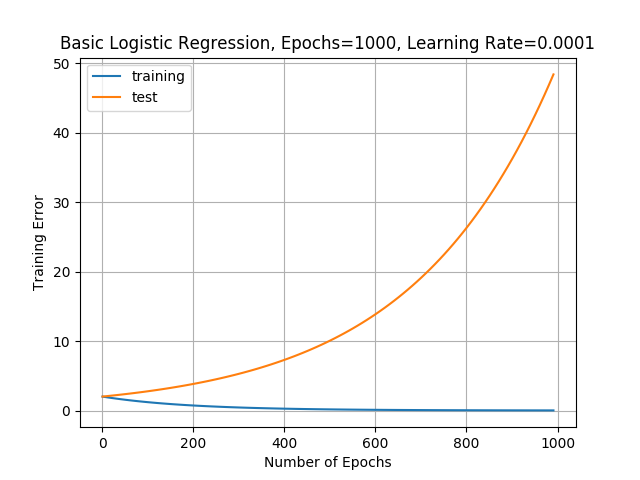 Basic Logistic Regression, Epochs=1000, Learning Rate=0.0001
training
test
50
40
30
20
10
0
Training Error
0 200 400 600 800 1000
Number of Epochs